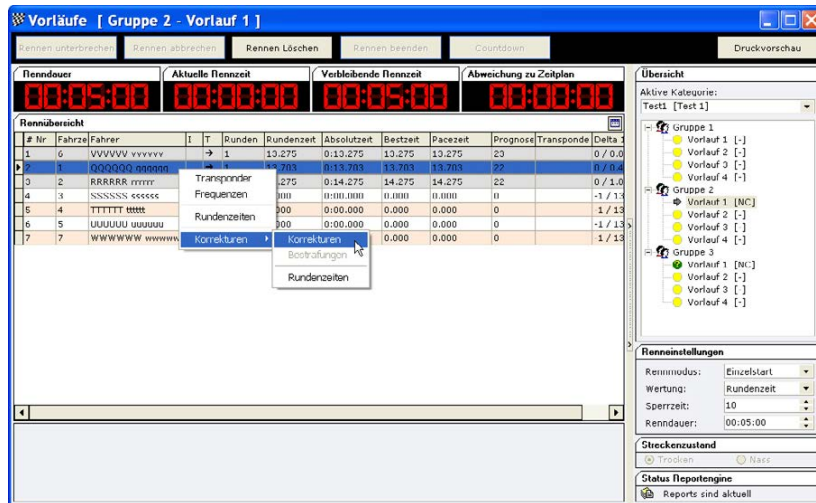 Vorläufe [ Gruppe 2 - Vorlauf 1 ]
Rennen unterbrechen Rennen abbrechen Rennen Löschen Rennen beenden Countdown Druckvorschau
Renndauer Aktuelle Rennzeit Verbleibende Rennzeit Abweichung zu Zeitplan
00:05:00 00:00:00 00:05:00 00:00:00
Rennübersicht
# Nr Fahrze Fahrer I T Runden Rundenzeit Absolutzeit Bestzeit Pacezeit Prognose Transponde Delta 1
1 6 VVVVVV vvvvvv 1 13.275 0:13.275 13.275 13.275 23 0 / 0.0
2 1 QQQQQQ qqqqqq 1 13.703 0:13.703 13.703 13.703 22 0 / 0.4
3 2 RRRRRR rrrrrr .275 0:14.275 14.275 14.275 22 0 / 1.0
4 3 SSSSSS ssssss .000 0:00.000 0.000 0.000 0 -1 / 13
5 4 TTTTTT tttttt .000 0:00.000 0.000 0.000 0 -1 / 13
6 5 UUUUUU uuuuuu .000 0:00.000 0.000 0.000 0 -1 / 13
7 7 WWWWWW wwwww 0.000 0.000 0 -1 / 13
Transponder
Frequenzen
Rundenzeiten
Korrekturen
Korrekturen
Bestrafungen
Rundenzeiten
Übersicht
Aktive Kategorie:
Test1 [Test 1]
Gruppe 1
Vorlauf 1 [-]
Vorlauf 2 [-]
Vorlauf 3 [-]
Vorlauf 4 [-]
Gruppe 2
Vorlauf 1 [NC]
Vorlauf 2 [-]
Vorlauf 3 [-]
Vorlauf 4 [-]
Gruppe 3
Vorlauf 1 [NC]
Vorlauf 2 [-]
Vorlauf 3 [-]
Vorlauf 4 [-]
Renneinstellungen
Rennmodus: Einzelstart
Wertung: Rundenzeit
Sperrzeit: 10
Renndauer: 00:05:00
Streckenzustand
Trocken Nass
Status Reportengine
Reports sind aktuell